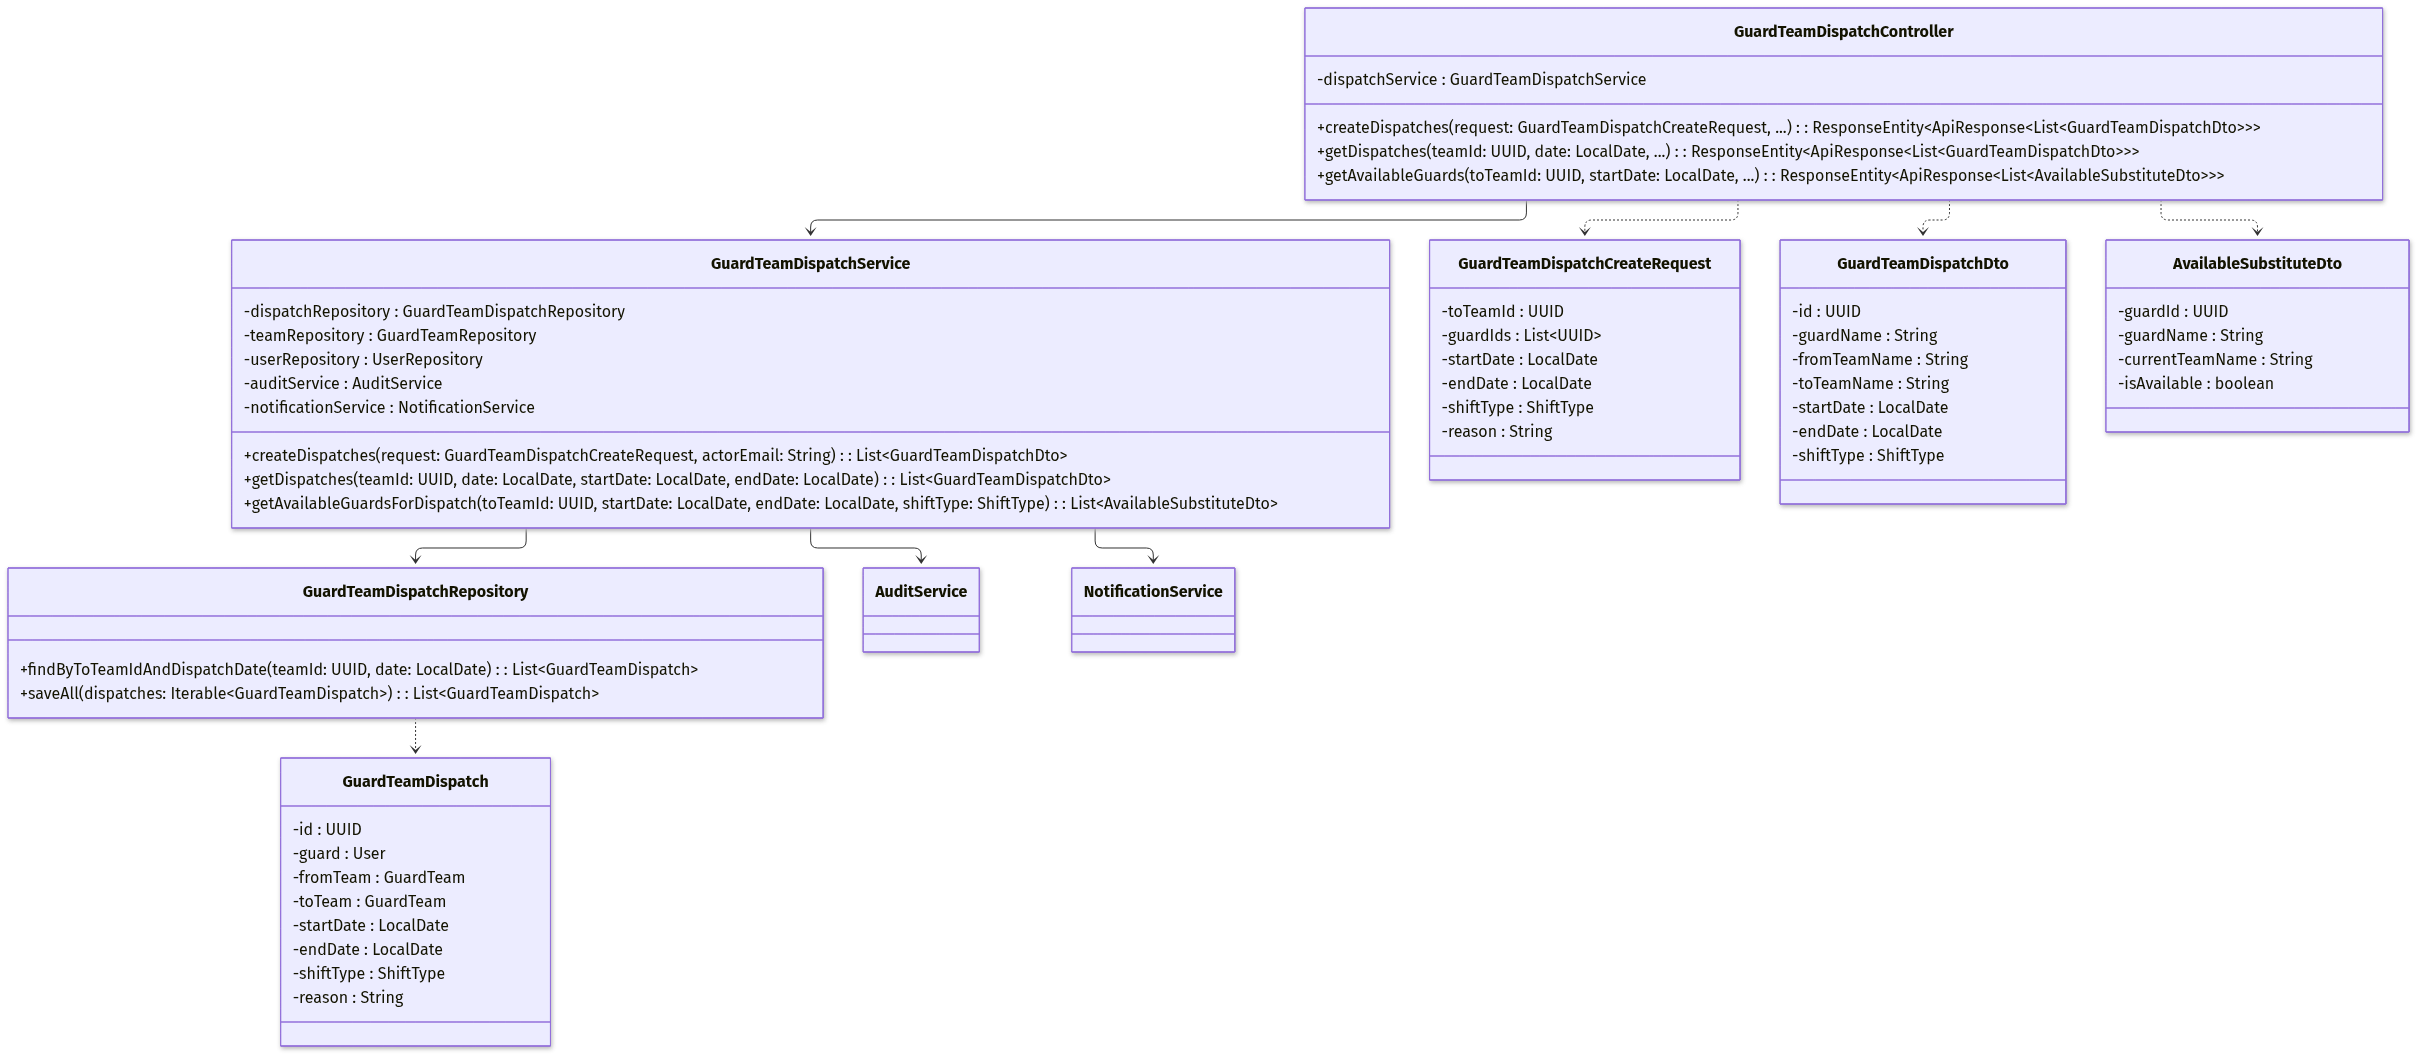 GuardTeamDispatchController
-dispatchService : GuardTeamDispatchService
+createDispatches(request: GuardTeamDispatchCreateRequest, ...) : : ResponseEntity<ApiResponse<List<GuardTeamDispatchDto>>>
+getDispatches(teamId: UUID, date: LocalDate, ...) : : ResponseEntity<ApiResponse<List<GuardTeamDispatchDto>>>
+getAvailableGuards(toTeamId: UUID, startDate: LocalDate, ...) : : ResponseEntity<ApiResponse<List<AvailableSubstituteDto>>>
GuardTeamDispatchService
-dispatchRepository : GuardTeamDispatchRepository
-teamRepository : GuardTeamRepository
-userRepository : UserRepository
-auditService : AuditService
-notificationService : NotificationService
+createDispatches(request: GuardTeamDispatchCreateRequest, actorEmail: String) : : List<GuardTeamDispatchDto>
+getDispatches(teamId: UUID, date: LocalDate, startDate: LocalDate, endDate: LocalDate) : : List<GuardTeamDispatchDto>
+getAvailableGuardsForDispatch(toTeamId: UUID, startDate: LocalDate, endDate: LocalDate, shiftType: ShiftType) : : List<AvailableSubstituteDto>
GuardTeamDispatchCreateRequest
-toTeamId : UUID
-guardIds : List<UUID>
-startDate : LocalDate
-endDate : LocalDate
-shiftType : ShiftType
-reason : String
GuardTeamDispatchDto
-id : UUID
-guardName : String
-fromTeamName : String
-toTeamName : String
-startDate : LocalDate
-endDate : LocalDate
-shiftType : ShiftType
AvailableSubstituteDto
-guardId : UUID
-guardName : String
-currentTeamName : String
-isAvailable : boolean
GuardTeamDispatchRepository
+findByToTeamIdAndDispatchDate(teamId: UUID, date: LocalDate) : : List<GuardTeamDispatch>
+saveAll(dispatches: Iterable<GuardTeamDispatch>) : : List<GuardTeamDispatch>
AuditService
NotificationService
GuardTeamDispatch
-id : UUID
-guard : User
-fromTeam : GuardTeam
-toTeam : GuardTeam
-startDate : LocalDate
-endDate : LocalDate
-shiftType : ShiftType
-reason : String